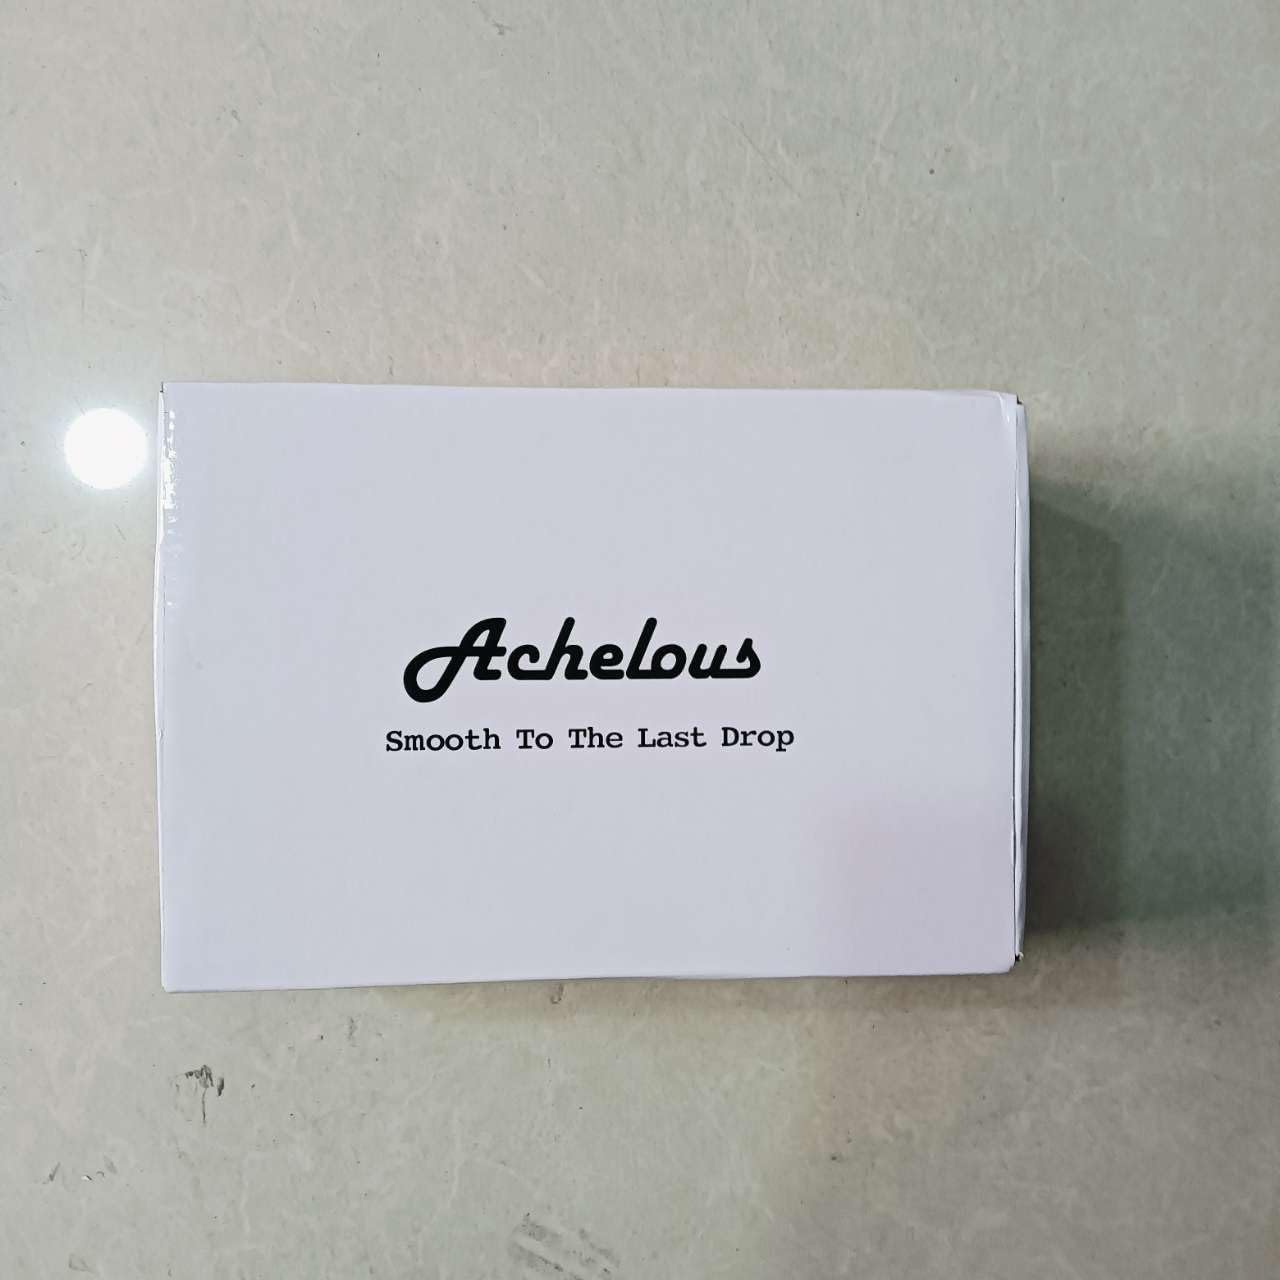 Achelous
Smooth To The Last Drop